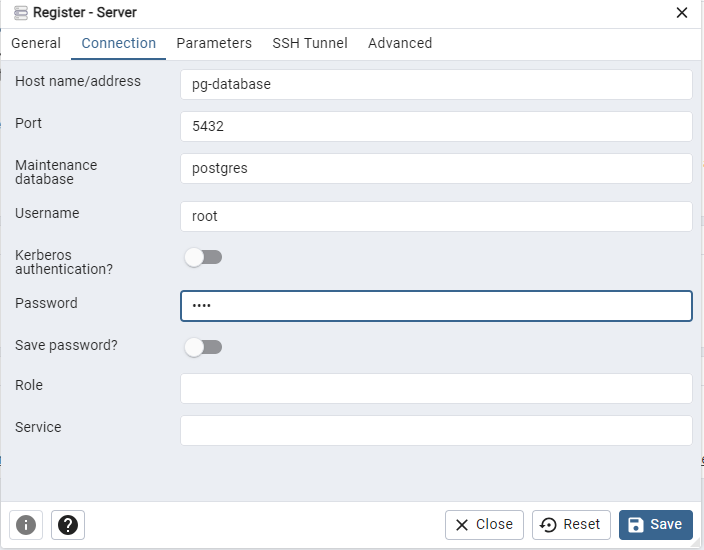 Register - Server
General Connection Parameters SSH Tunnel Advanced
Host name/address pg-database
Port 5432
Maintenance
database postgres
Username root
Kerberos
authentication?
Password ••••
Save password?
Role
Service
Close Reset Save